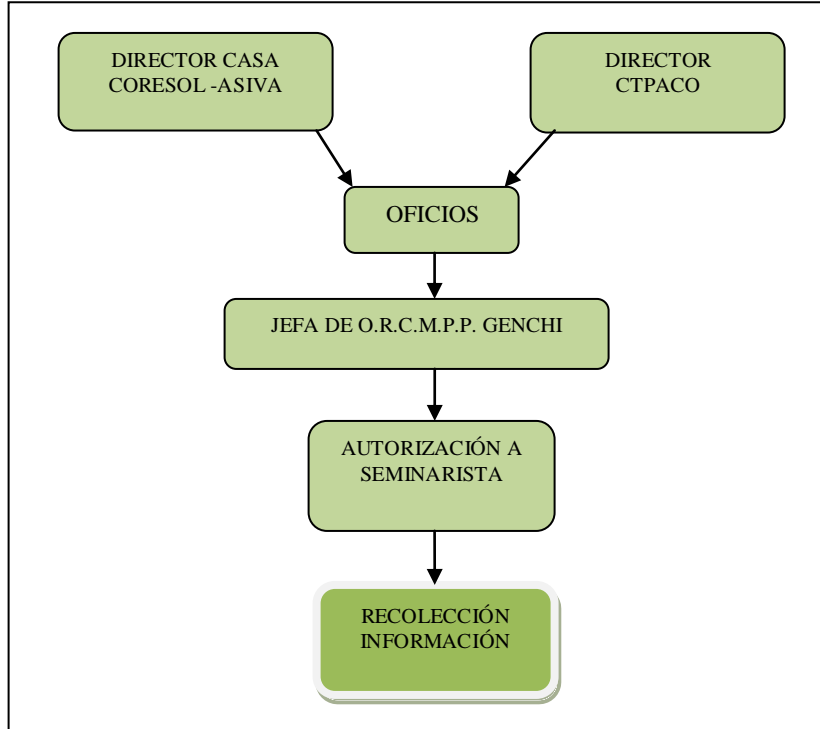 DIRECTOR CASA
CORESOL -ASIVA
DIRECTOR
CTPACO
OFICIOS
JEFA DE O.R.C.M.P.P. GENCHI
AUTORIZACIÓN A
SEMINARISTA
RECOLECCIÓN
INFORMACIÓN